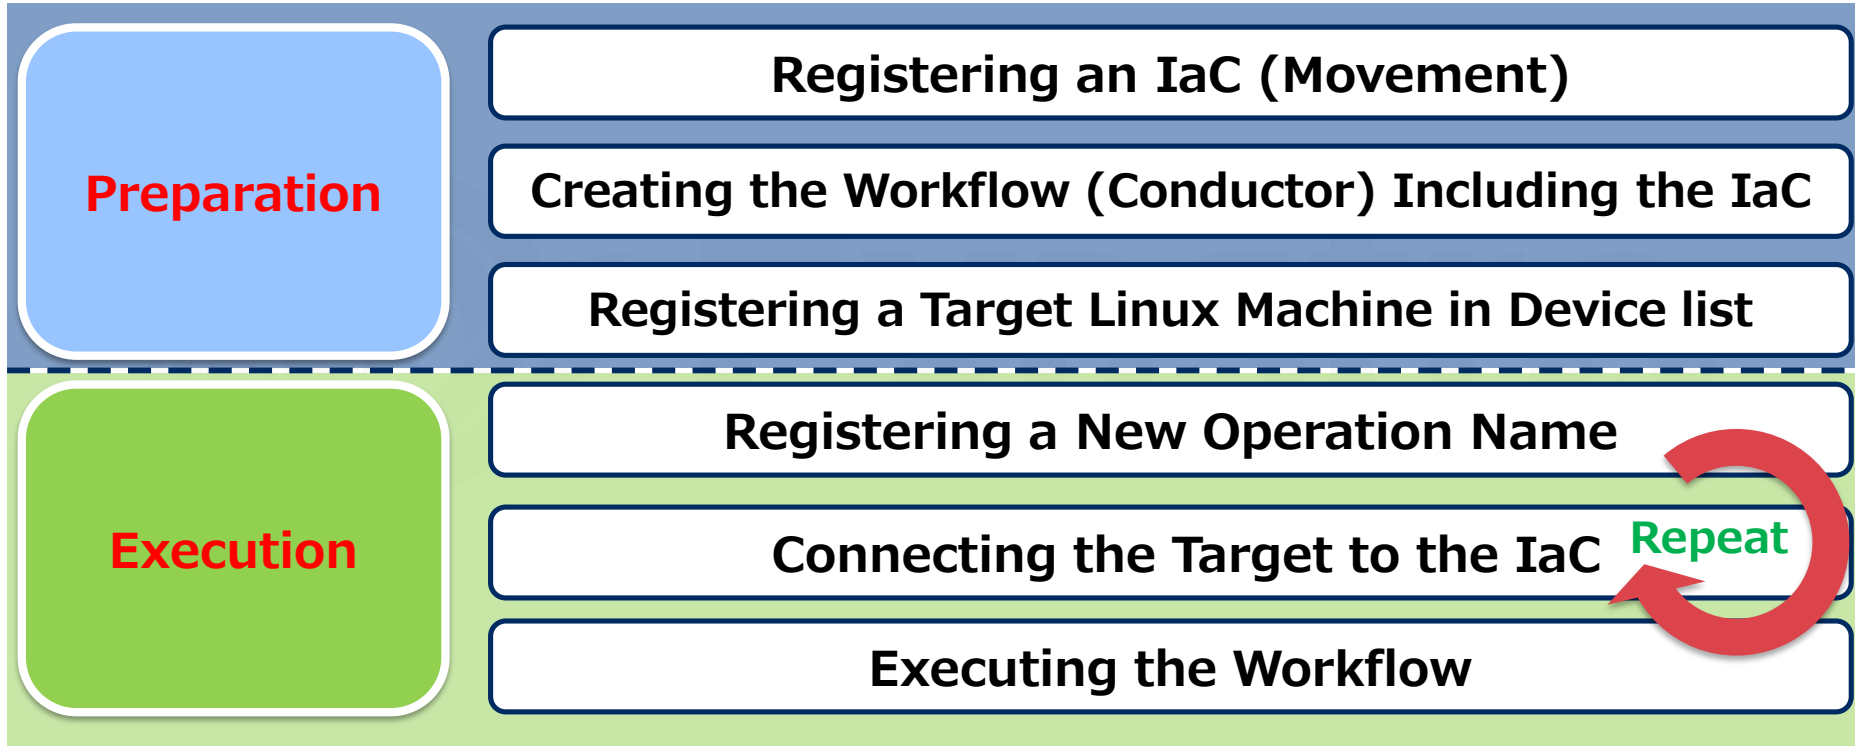 Preparation
Registering an IaC (Movement)
Creating the Workflow (Conductor) Including the IaC
Registering a Target Linux Machine in Device list
Execution
Registering a New Operation Name
Connecting the Target to the IaC
Repeat
Executing the Workflow